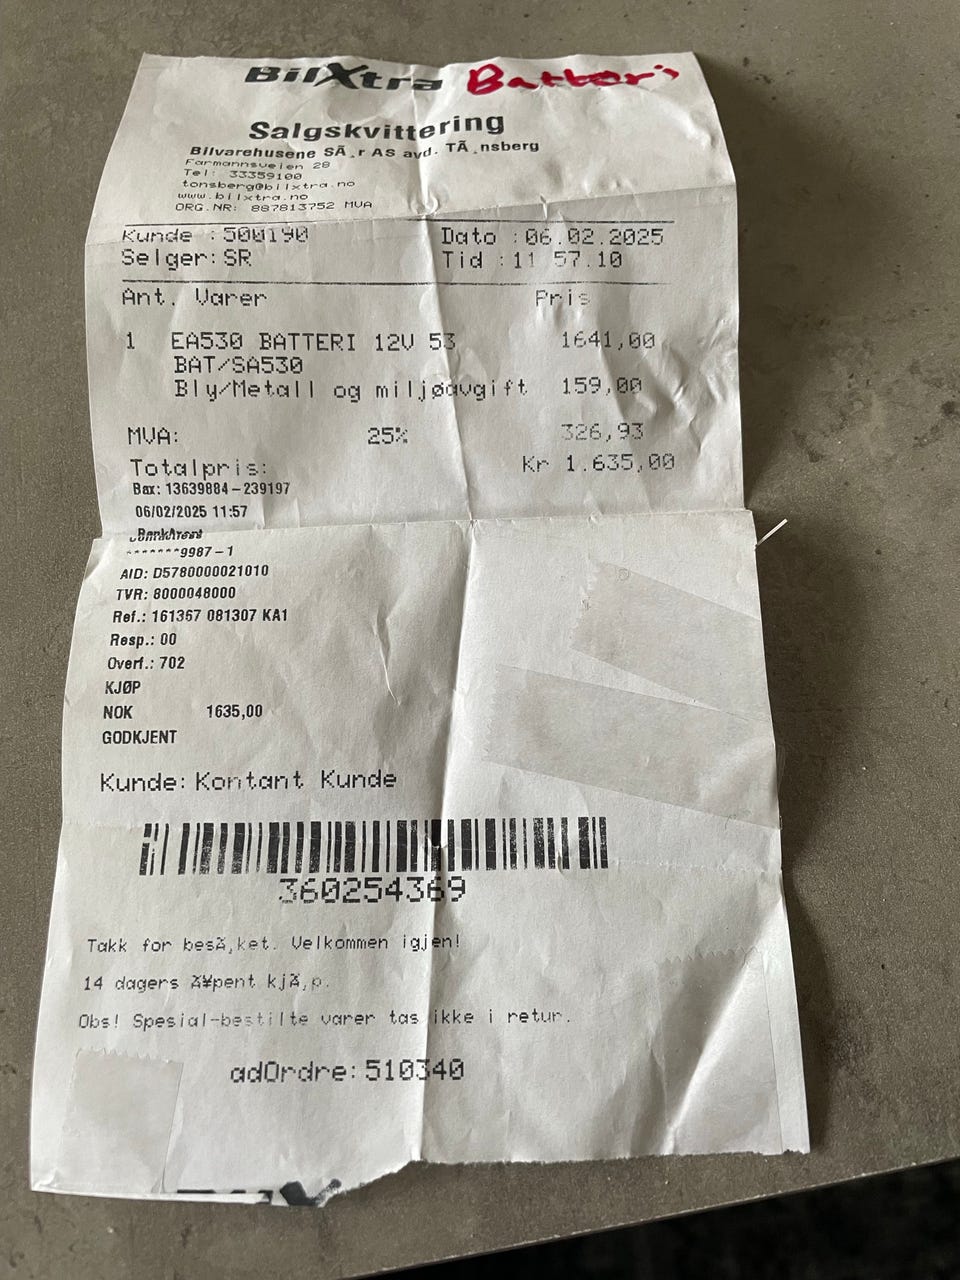 BilXtra Batteri
Salgskvittering
Bilvarehusene SÃ¸r AS avd. TÃ¸nsberg
Farmannsveien 28
Tel: 33359100
tonsberg@bilxtra.no
www.bilxtra.no
ORG.NR: 887813752 MVA
Kunde :500190 Dato :06.02.2025
Selger: SR Tid :11 57.10
Ant. Varer Pris
1 EA530 BATTERI 12V 53 1641,00
BAT/SA530
Bly/Metall og miljøavgift 159,00
MVA: 25% 326,93
Totalpris: Kr 1.635,00
Bax: 13639884-239197
06/02/2025 11:57
BankAxept
*******9987-1
AID: D5780000021010
TVR: 8000048000
Ref.: 161367 081307 KA1
Resp.: 00
Overf.: 702
KJØP
NOK 1635,00
GODKJENT
Kunde: Kontant Kunde
360254369
Takk for besÃ¸ket. Velkommen igjen!
14 dagers Ã¥pent kjÃ¸p.
Obs! Spesial-bestilte varer tas ikke i retur.
adOrdre: 510340